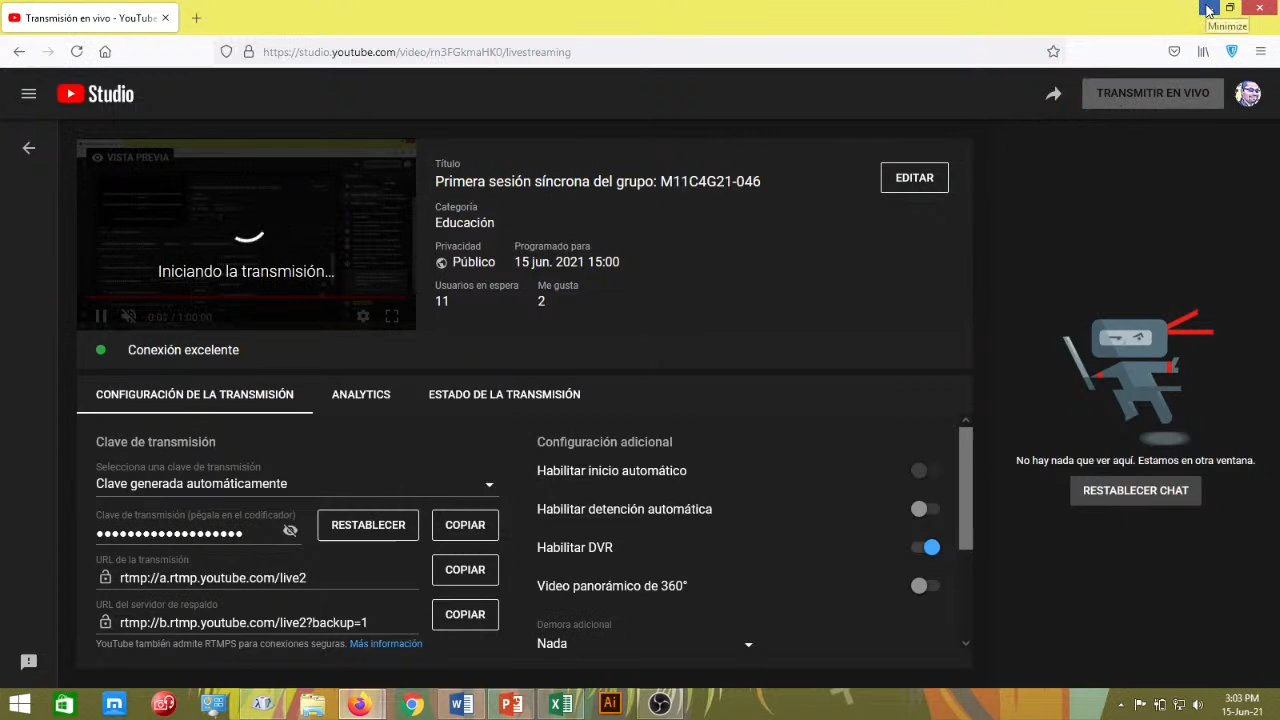 Transmisión en vivo - YouTube
Minimize
https://studio.youtube.com/video/rn3FGkmaHK0/livestreaming
Studio
TRANSMITIR EN VIVO
VISTA PREVIA
Iniciando la transmisión...
0:03 / 1:00:00
Título
Primera sesión síncrona del grupo: M11C4G21-046
EDITAR
Categoría
Educación
Privacidad Programado para
Público 15 jun. 2021 15:00
Usuarios en espera Me gusta
11 2
Conexión excelente
CONFIGURACIÓN DE LA TRANSMISIÓN ANALYTICS ESTADO DE LA TRANSMISIÓN
Clave de transmisión
Selecciona una clave de transmisión
Clave generada automáticamente
Clave de transmisión (pégala en el codificador)
RESTABLECER COPIAR
URL de la transmisión
rtmp://a.rtmp.youtube.com/live2
COPIAR
URL del servidor de respaldo
rtmp://b.rtmp.youtube.com/live2?backup=1
COPIAR
YouTube también admite RTMPS para conexiones seguras. Más información
Configuración adicional
Habilitar inicio automático
Habilitar detención automática
Habilitar DVR
Video panorámico de 360°
Demora adicional
Nada
No hay nada que ver aquí. Estamos en otra ventana.
RESTABLECER CHAT
Ai
3:03 PM
15-Jun-21